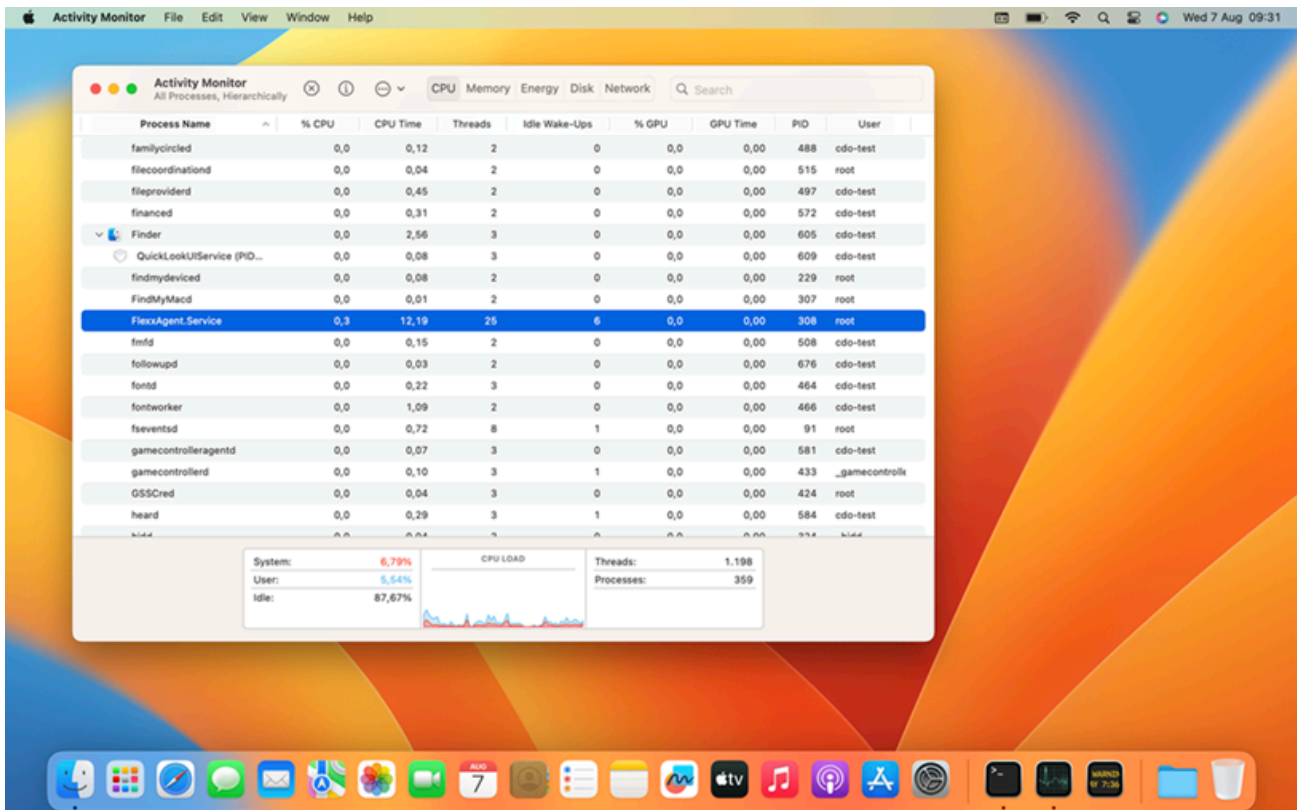 Activity Monitor File Edit View Window Help Wed 7 Aug 09:31
Activity Monitor
All Processes, Hierarchically
CPU Memory Energy Disk Network Search
Process Name % CPU CPU Time Threads Idle Wake-Ups % GPU GPU Time PID User
familycircled 0,0 0,12 2 0 0,0 0,00 488 cdo-test
filecoordinationd 0,0 0,04 2 0 0,0 0,00 515 root
fileproviderd 0,0 0,45 2 0 0,0 0,00 497 cdo-test
financed 0,0 0,31 2 0 0,0 0,00 572 cdo-test
Finder 0,0 2,56 3 0 0,0 0,00 605 cdo-test
QuickLookUIService (PID... 0,0 0,08 3 0 0,0 0,00 609 cdo-test
findmydeviced 0,0 0,08 2 0 0,0 0,00 229 root
FindMyMacd 0,0 0,01 2 0 0,0 0,00 307 root
FlexxAgent.Service 0,3 12,19 25 6 0,0 0,00 308 root
fmfd 0,0 0,15 2 0 0,0 0,00 508 cdo-test
followupd 0,0 0,03 2 0 0,0 0,00 676 cdo-test
fontd 0,0 0,22 3 0 0,0 0,00 464 cdo-test
fontworker 0,0 1,09 2 0 0,0 0,00 466 cdo-test
fseventsd 0,0 0,72 8 1 0,0 0,00 91 root
gamecontrolleragentd 0,0 0,07 3 0 0,0 0,00 581 cdo-test
gamecontrollerd 0,0 0,10 3 1 0,0 0,00 433 _gamecontrolle
GSSCred 0,0 0,04 3 0 0,0 0,00 424 root
heard 0,0 0,29 3 1 0,0 0,00 584 cdo-test
System: 6,79% CPU LOAD Threads: 1.198
User: 5,54% Processes: 359
Idle: 87,67%
AUG
7
tv
WARNIN
AY 7:36